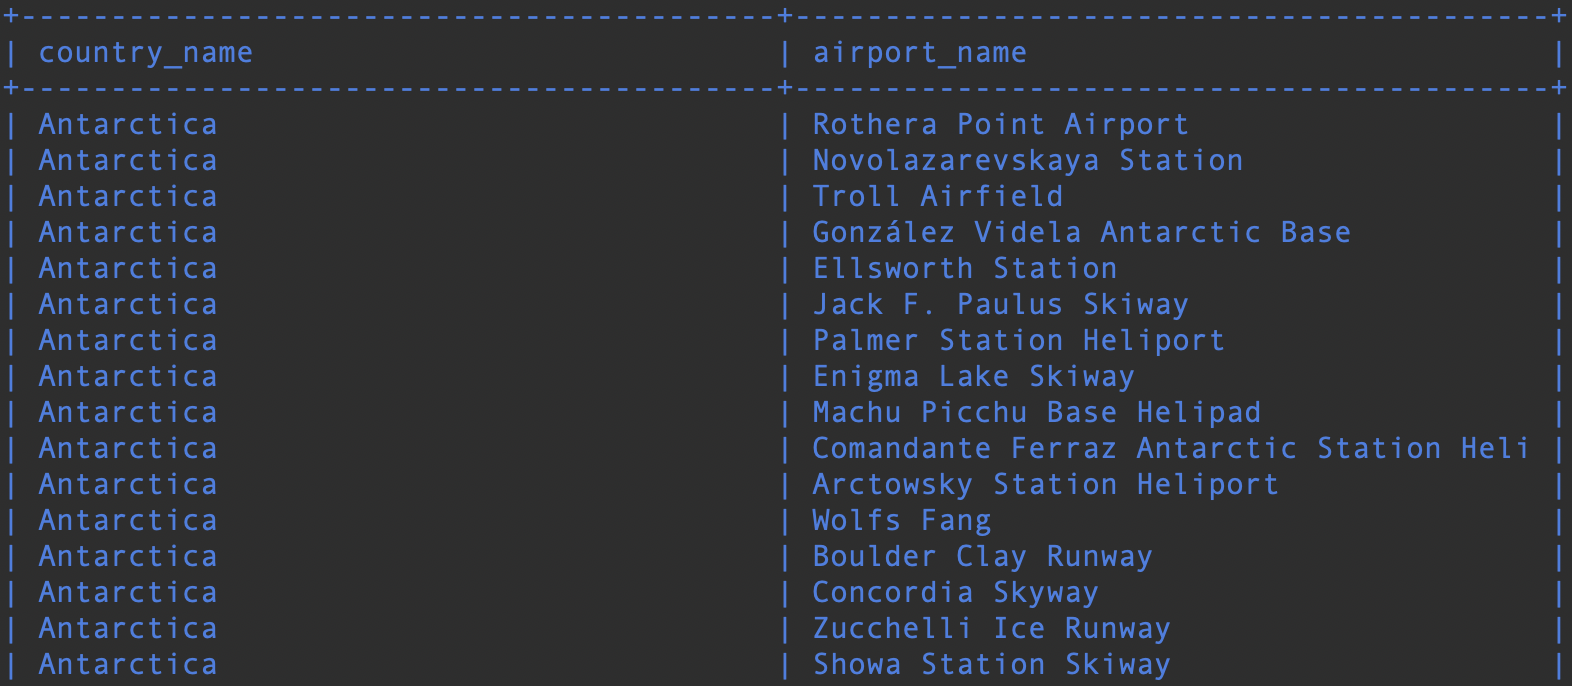 +------------------------------------------+------------------------------------------+
| country_name                             | airport_name                             |
+------------------------------------------+------------------------------------------+
| Antarctica                               | Rothera Point Airport                    |
| Antarctica                               | Novolazarevskaya Station                 |
| Antarctica                               | Troll Airfield                           |
| Antarctica                               | González Videla Antarctic Base           |
| Antarctica                               | Ellsworth Station                        |
| Antarctica                               | Jack F. Paulus Skiway                    |
| Antarctica                               | Palmer Station Heliport                  |
| Antarctica                               | Enigma Lake Skiway                       |
| Antarctica                               | Machu Picchu Base Helipad                |
| Antarctica                               | Comandante Ferraz Antarctic Station Heli |
| Antarctica                               | Arctowsky Station Heliport               |
| Antarctica                               | Wolfs Fang                               |
| Antarctica                               | Boulder Clay Runway                      |
| Antarctica                               | Concordia Skyway                         |
| Antarctica                               | Zucchelli Ice Runway                     |
| Antarctica                               | Showa Station Skiway                     |